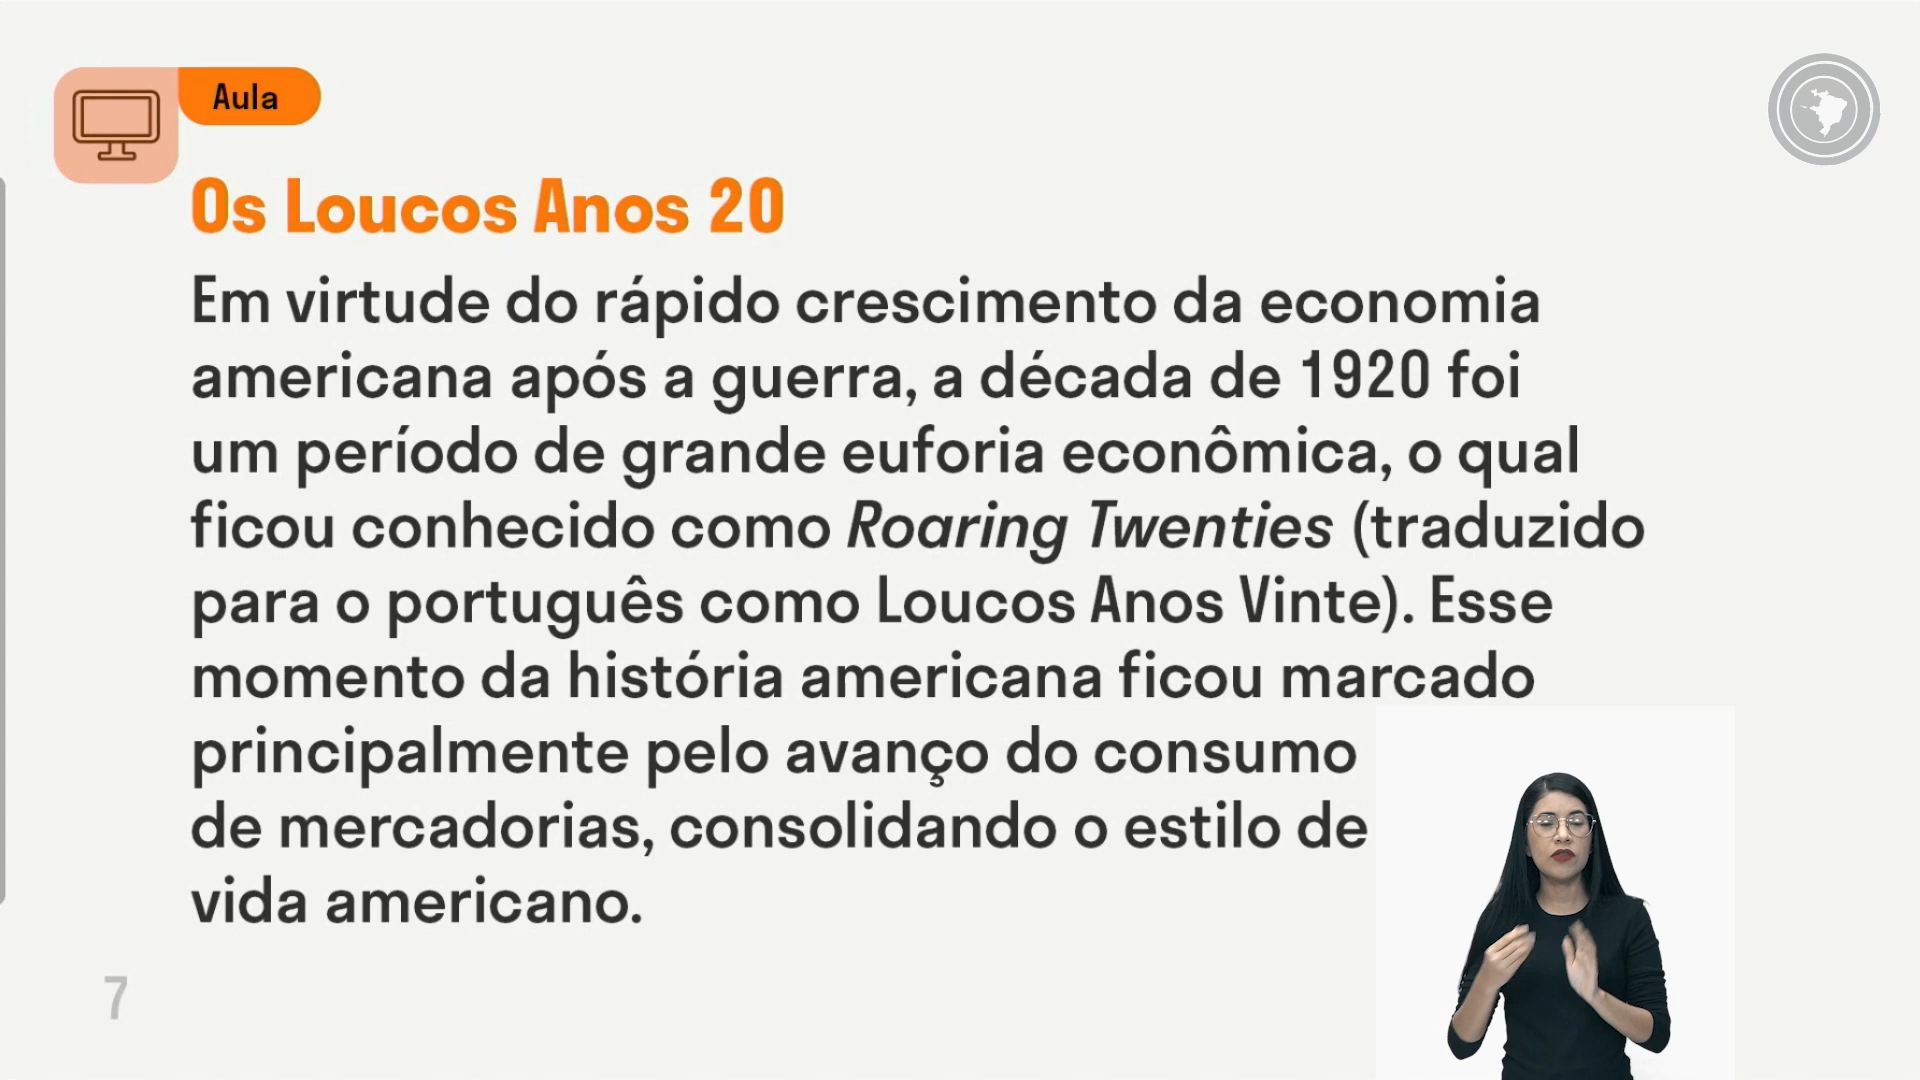 Aula
Os Loucos Anos 20
Em virtude do rápido crescimento da economia
americana após a guerra, a década de 1920 foi
um período de grande euforia econômica, o qual
ficou conhecido como Roaring Twenties (traduzido
para o português como Loucos Anos Vinte). Esse
momento da história americana ficou marcado
principalmente pelo avanço do consumo
de mercadorias, consolidando o estilo de
vida americano.
7